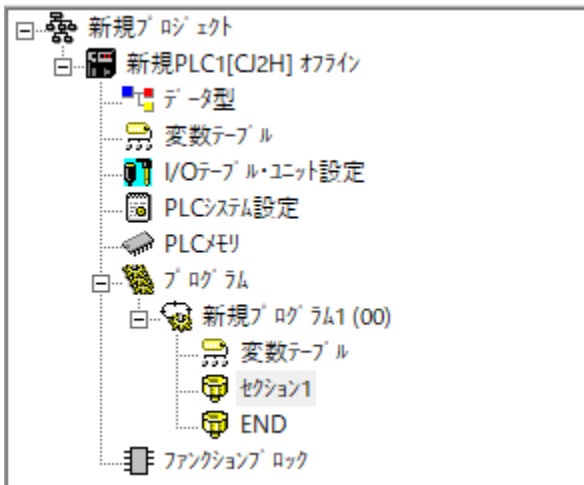 新規ﾌﾟﾛｼﾞｪｸﾄ
新規PLC1[CJ2H] ｵﾌﾗｲﾝ
ﾃﾞｰﾀ型
変数ﾃｰﾌﾞﾙ
I/Oﾃｰﾌﾞﾙ・ﾕﾆｯﾄ設定
PLCｼｽﾃﾑ設定
PLCﾒﾓﾘ
ﾌﾟﾛｸﾞﾗﾑ
新規ﾌﾟﾛｸﾞﾗﾑ1 (00)
変数ﾃｰﾌﾞﾙ
ｾｸｼｮﾝ1
END
ﾌｧﾝｸｼｮﾝﾌﾞﾛｯｸ